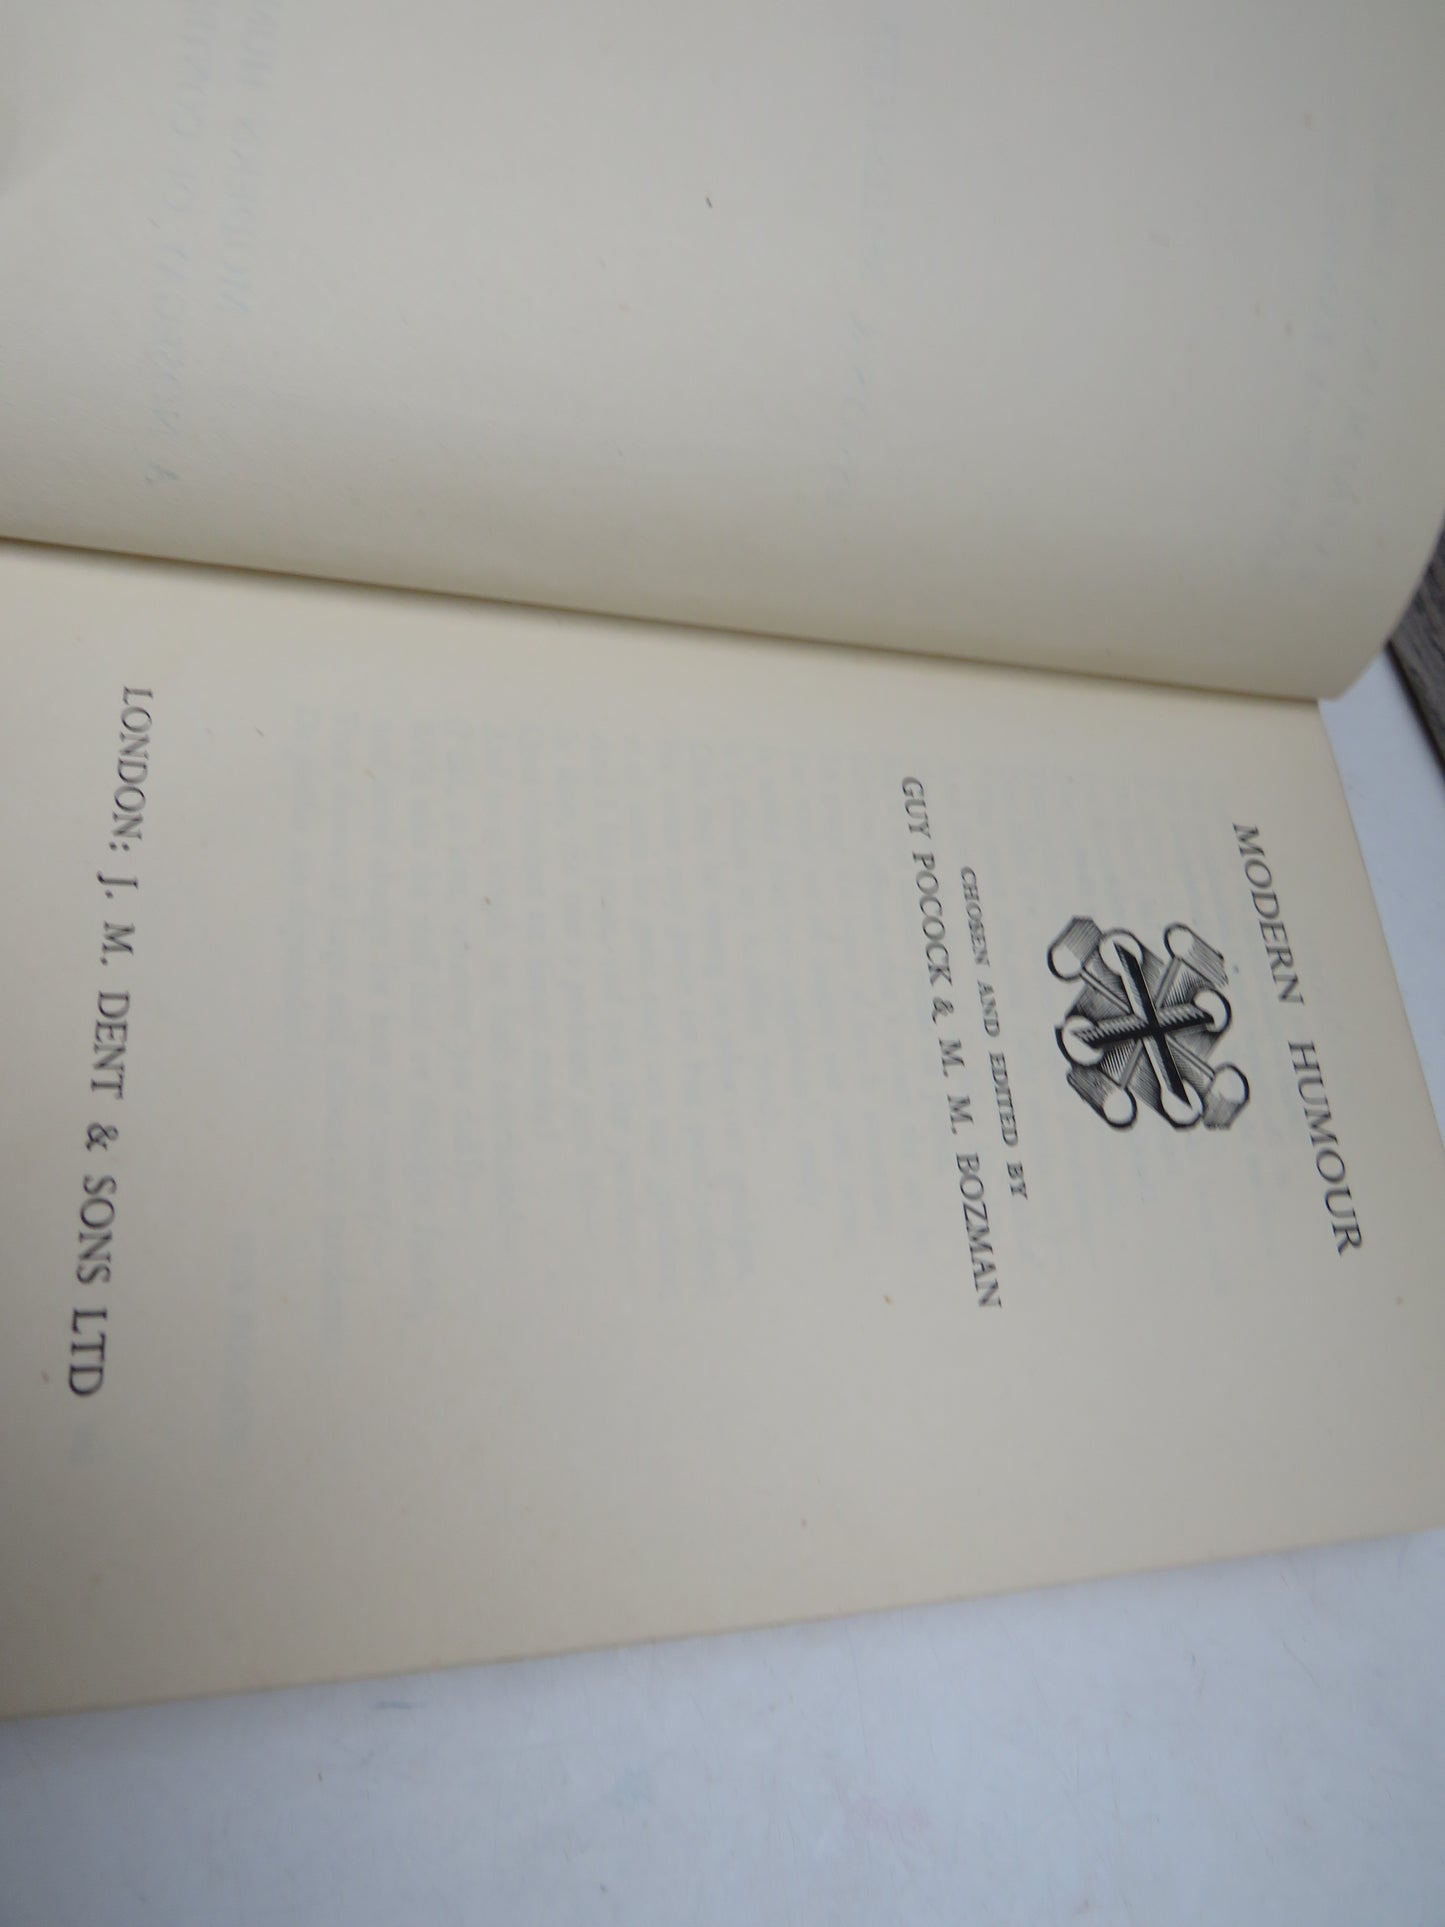 MODERN HUMOUR
CHOSEN AND EDITED BY
GUY POCOCK & M. M. BOZMAN
LONDON: J. M. DENT & SONS LTD